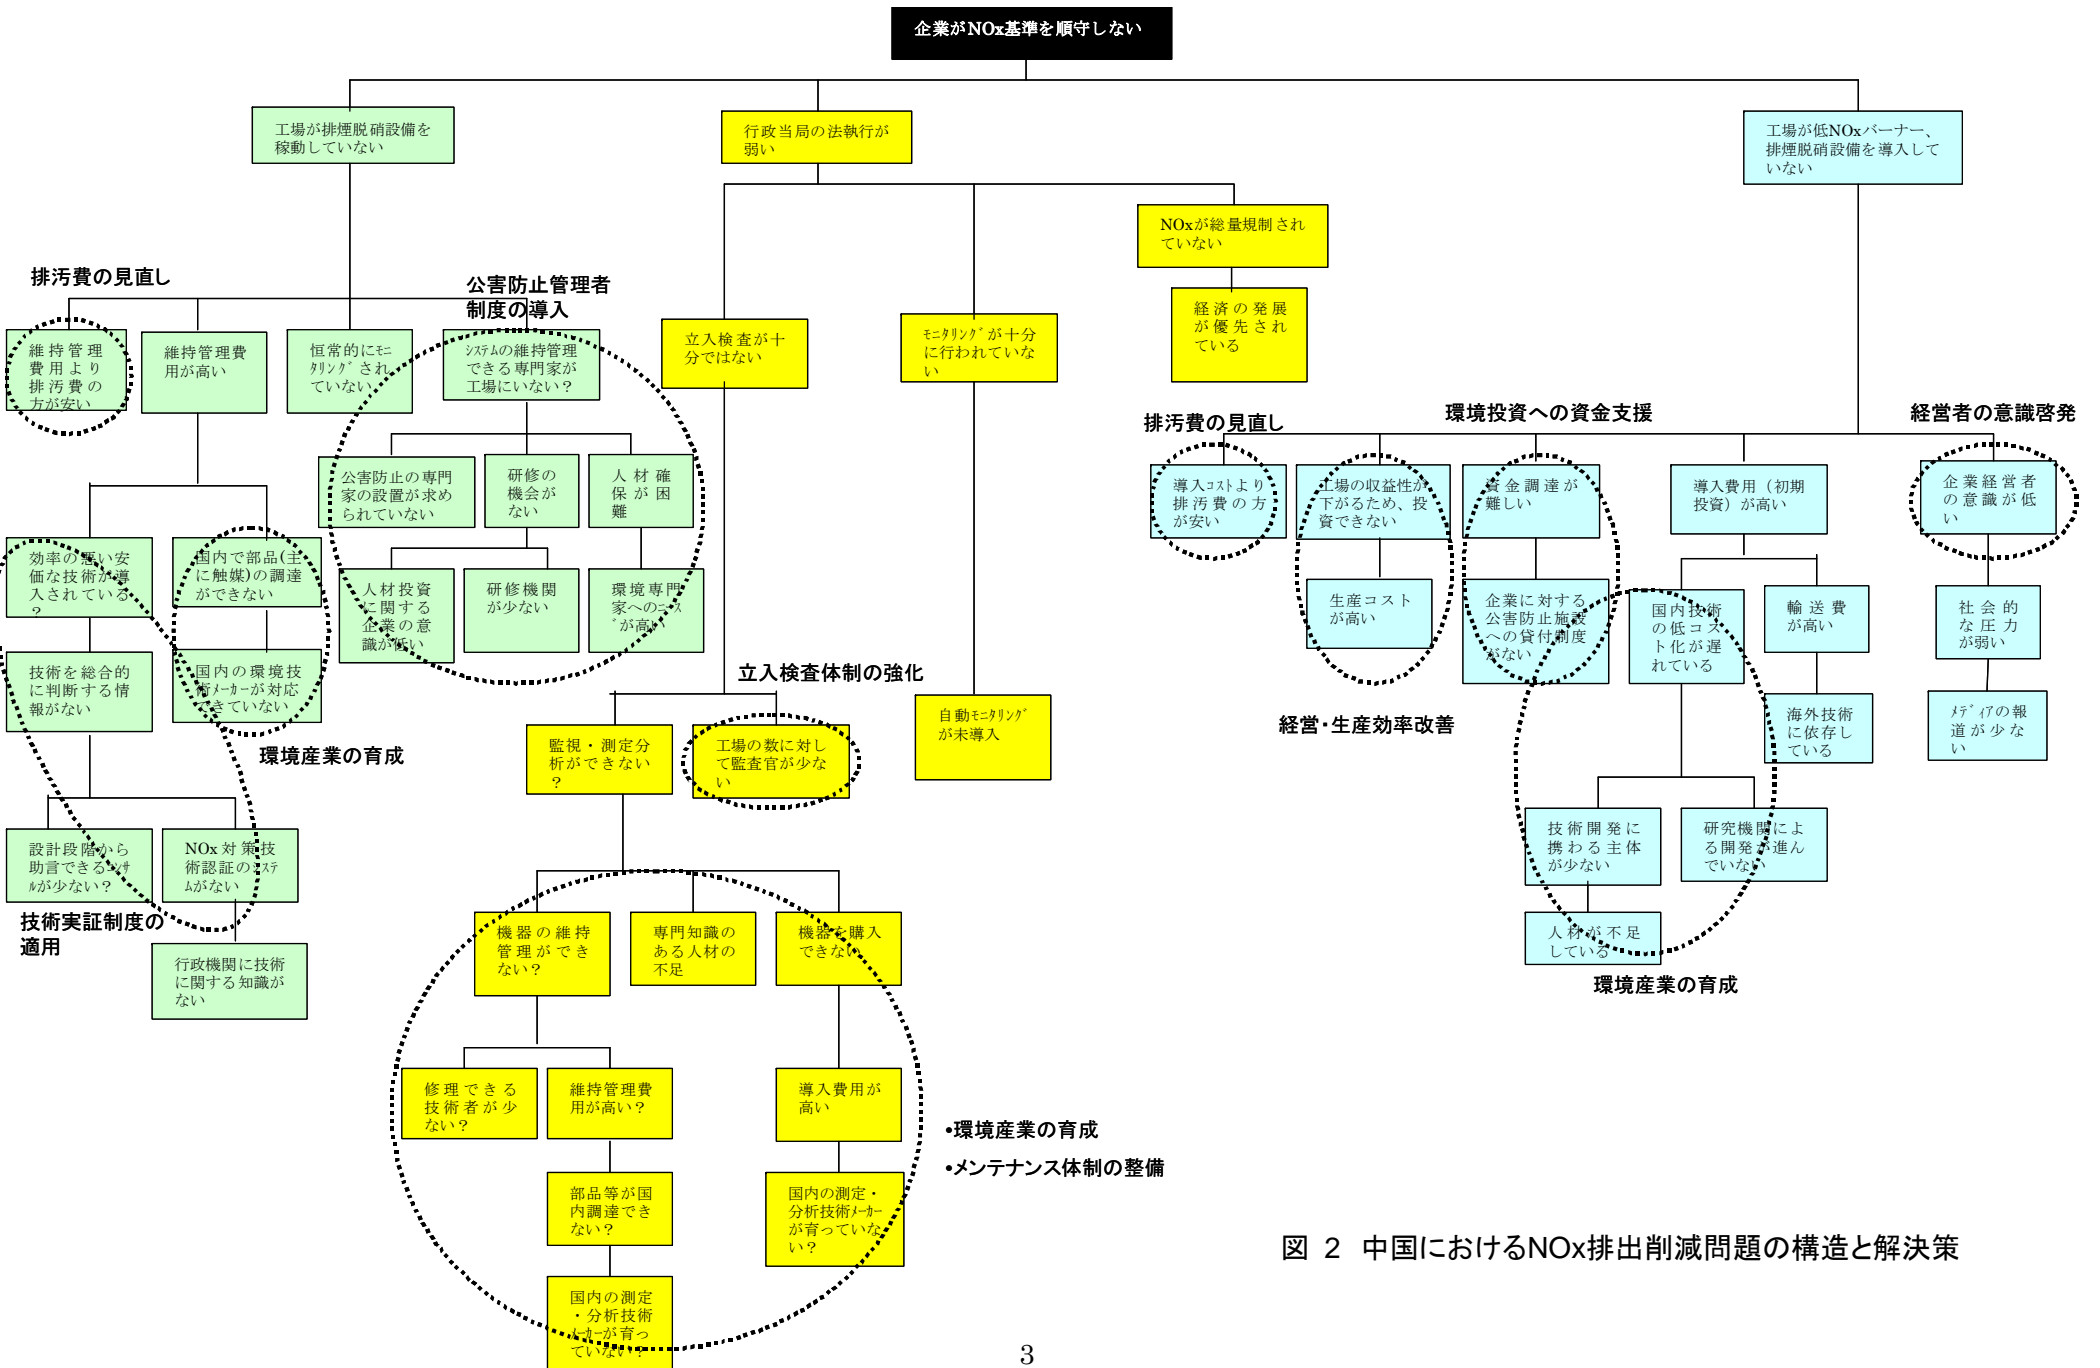 企業がNOx基準を順守しない
工場が排煙脱硝設備を
稼動していない
行政当局の法執行が
弱い
工場が低NOxバーナー、
排煙脱硝設備を導入して
いない
NOxが総量規制され
ていない
経済の発展
が優先され
ている
排汚費の見直し
公害防止管理者
制度の導入
維持管理
費用より
排汚費の
方が安い
維持管理費
用が高い
恒常的にﾓﾆ
ﾀﾘﾝｸﾞされ
ていない
ｼｽﾃﾑの維持管理
できる専門家が
工場にいない？
立入検査が十
分ではない
ﾓﾆﾀﾘﾝｸﾞが十分
に行われていな
い
公害防止の専門
家の設置が求め
られていない
研修の
機会が
ない
人材確
保が困
難
人材投資
に関する
企業の意
識が低い
研修機関
が少ない
環境専門
家へのﾆｰｽ
ﾞが高い
効率の悪い安
価な技術が導
入されている
？
国内で部品(主
に触媒)の調達
ができない
技術を総合的
に判断する情
報がない
国内の環境技
術ﾒｰｶｰが対応
できていない
環境産業の育成
設計段階から
助言できるｺﾝｻ
ﾙが少ない？
NOx対策技
術認証のｼｽﾃ
ﾑがない
技術実証制度の
適用
行政機関に技術
に関する知識が
ない
立入検査体制の強化
監視・測定分
析ができない
？
工場の数に対し
て監査官が少な
い
自動ﾓﾆﾀﾘﾝｸﾞ
が未導入
機器の維持
管理ができ
ない？
専門知識の
ある人材の
不足
機器を購入
できない
修理できる
技術者が少
ない？
維持管理費
用が高い？
導入費用が
高い
部品等が国
内調達でき
ない？
国内の測定・
分析技術ﾒｰｶｰ
が育っていな
い？
国内の測定
・分析技術
ﾒｰｶｰが育っ
ていない？
•環境産業の育成
•メンテナンス体制の整備
排汚費の見直し
環境投資への資金支援
経営者の意識啓発
導入ｺｽﾄより
排汚費の方
が安い
工場の収益性が
下がるため、投
資できない
資金調達が
難しい
導入費用（初期
投資）が高い
企業経営者
の意識が低
い
生産コスト
が高い
企業に対する
公害防止施設
への貸付制度
がない
国内技術
の低コス
ト化が遅
れている
輸送費
が高い
社会的
な圧力
が弱い
経営・生産効率改善
海外技術
に依存し
ている
ﾒﾃﾞｨｱの報
道が少な
い
技術開発に
携わる主体
が少ない
研究機関によ
る開発が進ん
でいない
人材が不足
している
環境産業の育成
図 2 中国におけるNOx排出削減問題の構造と解決策
3